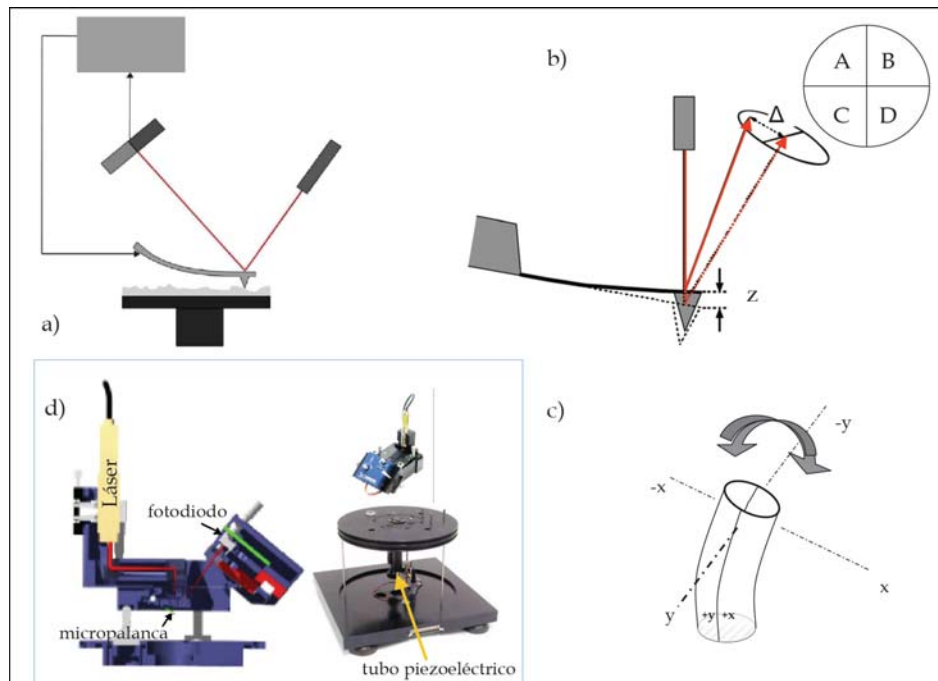 a)
b)
A B
C D
Δ
z
c)
-y
-x
x
y
+y +x
d)
Láser
fotodiodo
micropalanca
tubo piezoeléctrico